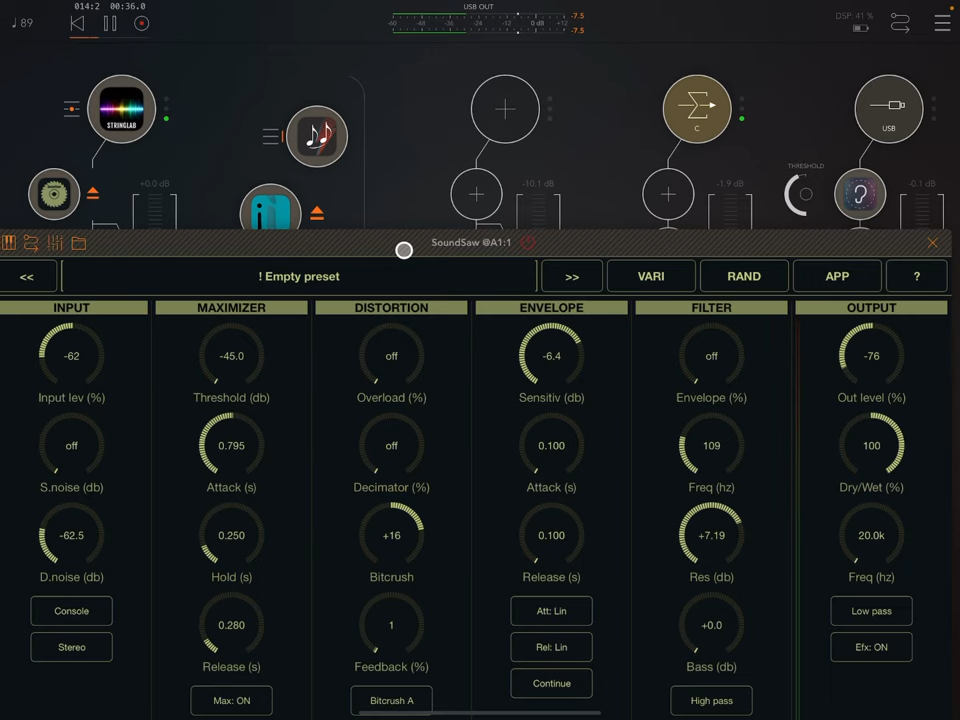 014:2 00:36.0
USB OUT
♩89
-60 -48 -36 -24 -12 0 dB +12
-7.5
-7.5
DSP: 41 %
STRINGLAB
C
USB
THRESHOLD
+0.0 dB
-10.1 dB
-1.9 dB
-0.1 dB
SoundSaw @A1:1
<< ! Empty preset >> VARI RAND APP ?
INPUT MAXIMIZER DISTORTION ENVELOPE FILTER OUTPUT
-62 -45.0 off -6.4 off -76
Input lev (%) Threshold (db) Overload (%) Sensitiv (db) Envelope (%) Out level (%)
off 0.795 off 0.100 109 100
S.noise (db) Attack (s) Decimator (%) Attack (s) Freq (hz) Dry/Wet (%)
-62.5 0.250 +16 0.100 +7.19 20.0k
D.noise (db) Hold (s) Bitcrush Release (s) Res (db) Freq (hz)
Console 0.280 1 Att: Lin +0.0 Low pass
Stereo Release (s) Feedback (%) Rel: Lin Bass (db) Efx: ON
Max: ON Bitcrush A Continue High pass